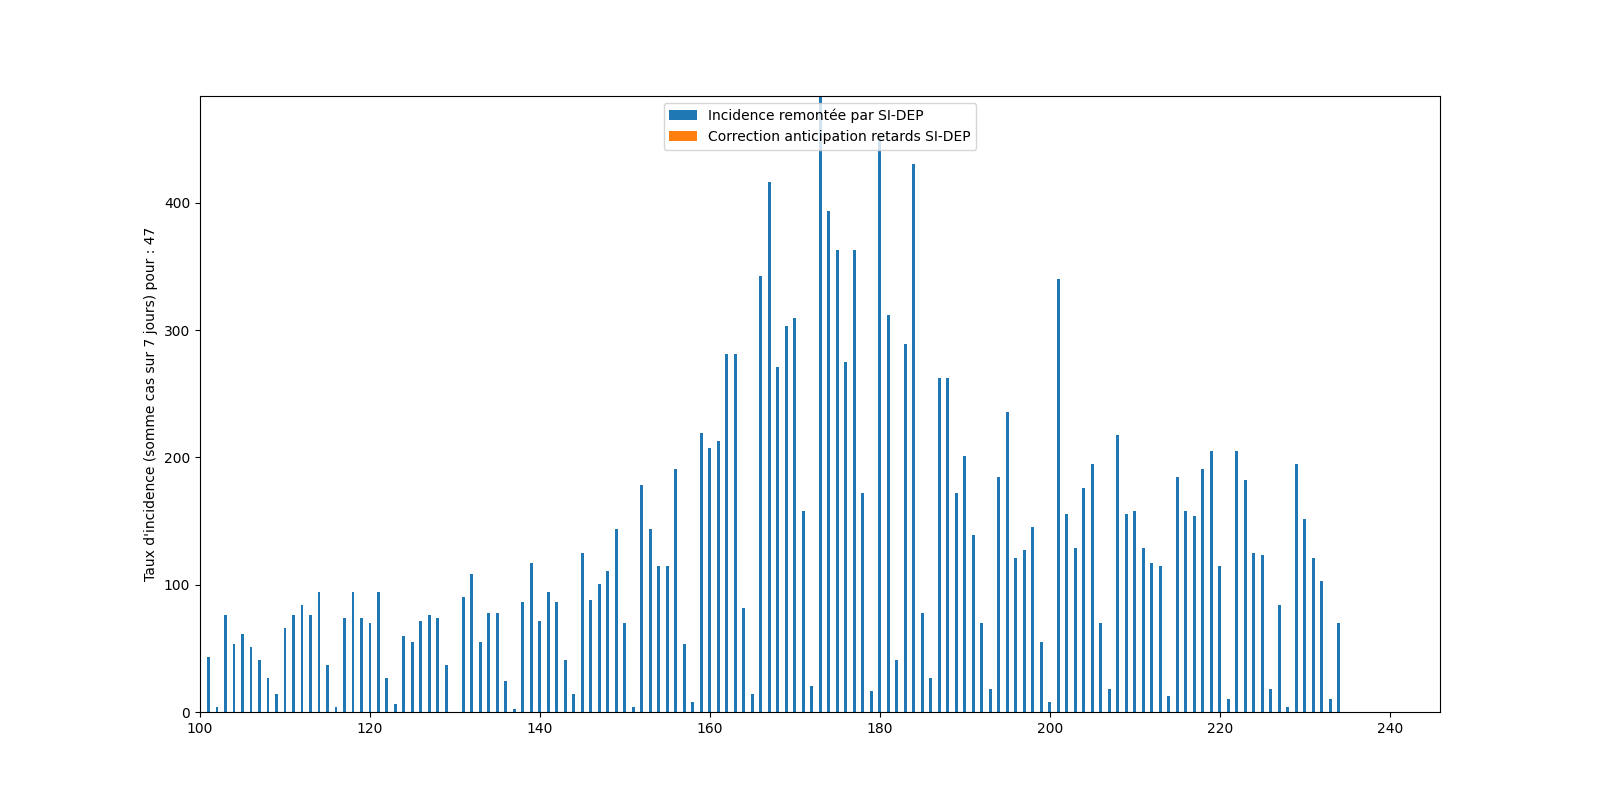 Incidence remontée par SI-DEP
Correction anticipation retards SI-DEP
Taux d'incidence (somme cas sur 7 jours) pour : 47
400
300
200
100
0
100 120 140 160 180 200 220 240